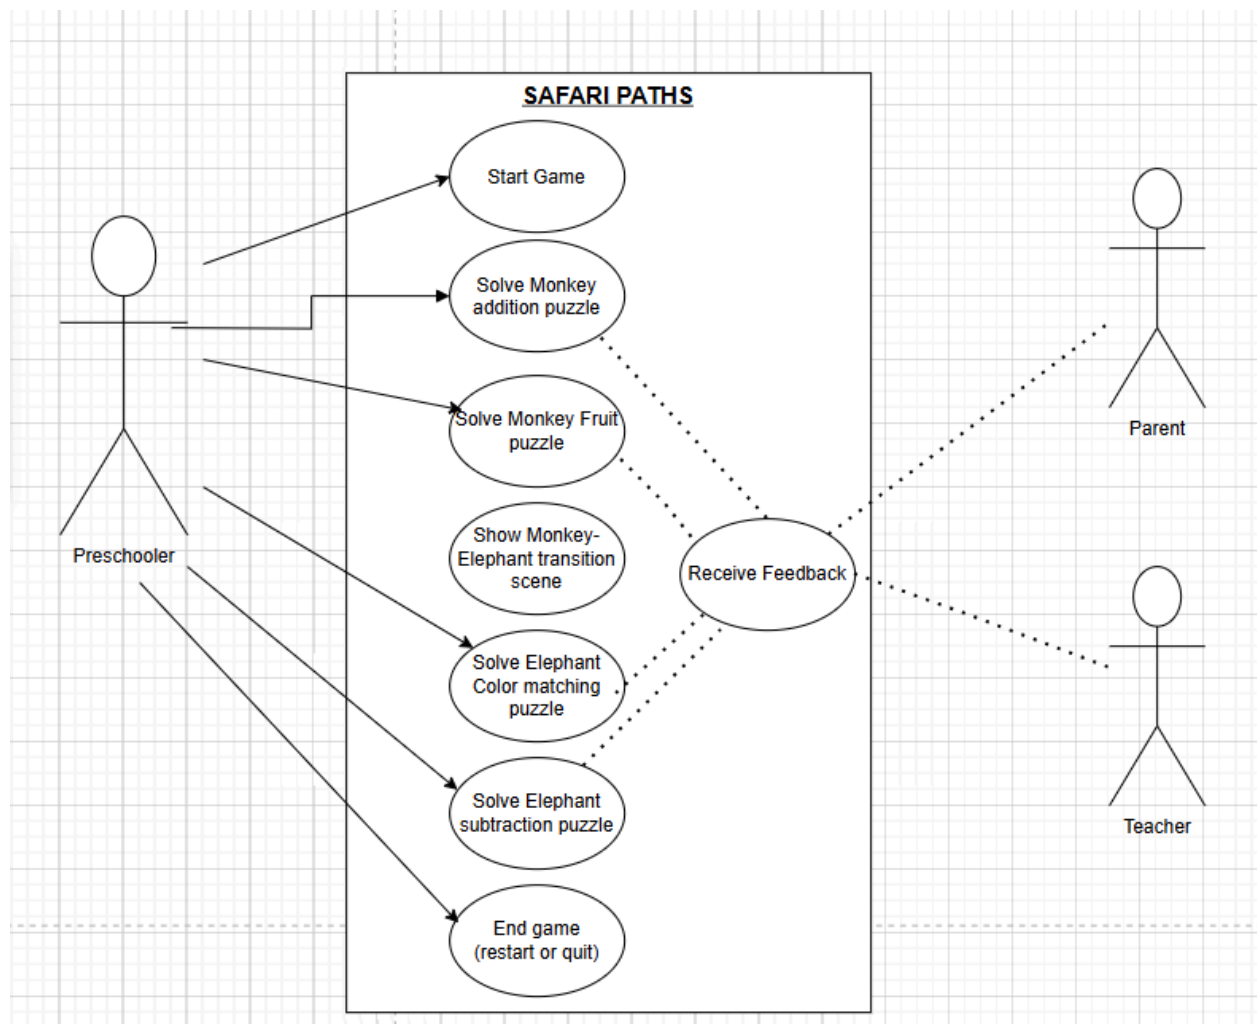 SAFARI PATHS
Start Game
Solve Monkey
addition puzzle
Solve Monkey Fruit
puzzle
Show Monkey-
Elephant transition
scene
Solve Elephant
Color matching
puzzle
Solve Elephant
subtraction puzzle
End game
(restart or quit)
Receive Feedback
Preschooler
Parent
Teacher